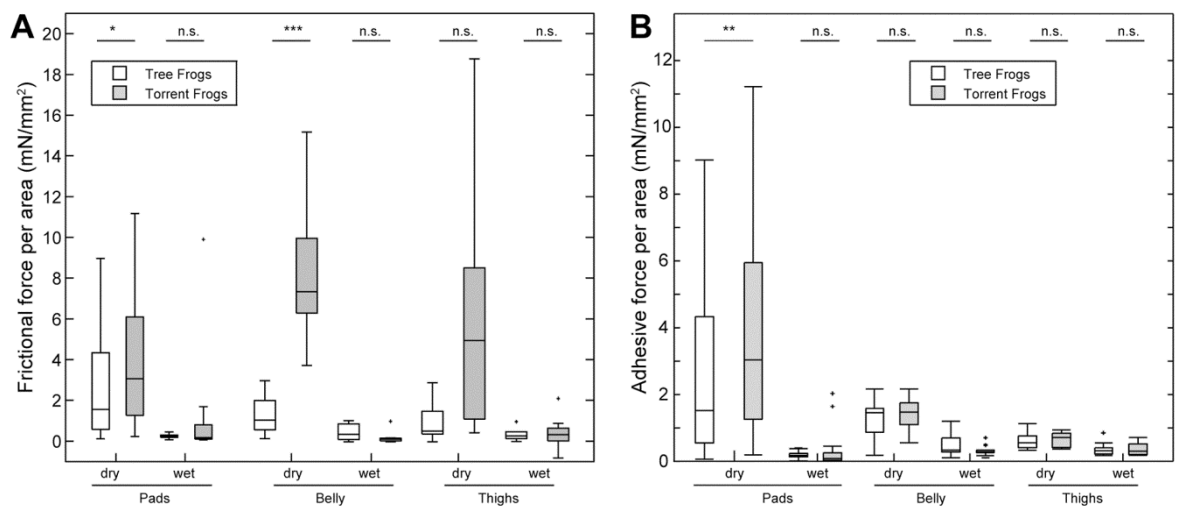 A
Frictional force per area (mN/mm²)
20
18
16
14
12
10
8
6
4
2
0
* n.s. *** n.s. n.s. n.s.
Tree Frogs
Torrent Frogs
dry wet dry wet dry wet
Pads Belly Thighs
B
Adhesive force per area (mN/mm²)
12
10
8
6
4
2
0
** n.s. n.s. n.s. n.s. n.s.
Tree Frogs
Torrent Frogs
dry wet dry wet dry wet
Pads Belly Thighs